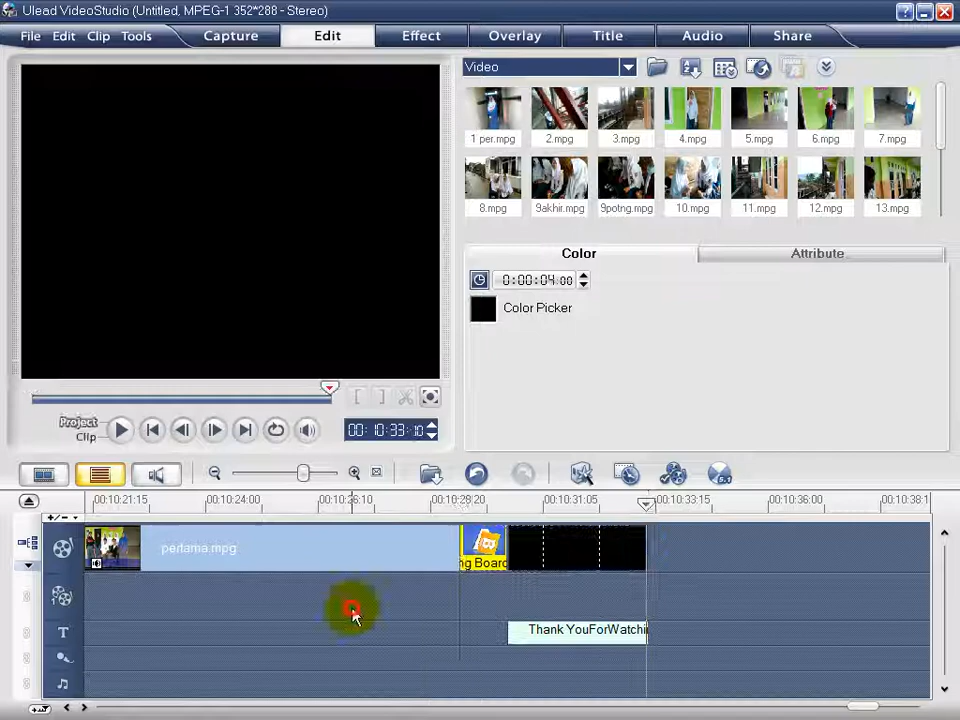 Ulead VideoStudio (Untitled, MPEG-1 352*288 - Stereo)
File Edit Clip Tools Capture Edit Effect Overlay Title Audio Share
Video
1 per.mpg 2.mpg 3.mpg 4.mpg 5.mpg 6.mpg 7.mpg
8.mpg 9akhir.mpg 9potng.mpg 10.mpg 11.mpg 12.mpg 13.mpg
Color Attribute
0:00:04:00
Color Picker
Project
Clip
00:10:33:10
5.1
00:10:21:15 00:10:24:00 00:10:26:10 00:10:28:20 00:10:31:05 00:10:33:15 00:10:36:00 00:10:38:1
pertama.mpg
ng Board
1
T Thank YouForWatchi